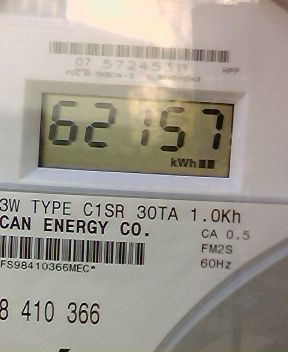 07 57245311
62157
kWh
3W TYPE C1SR 30TA 1.0Kh
CAN ENERGY CO.
CA 0.5
FM2S
60Hz
FS98410366MEC*
8 410 366